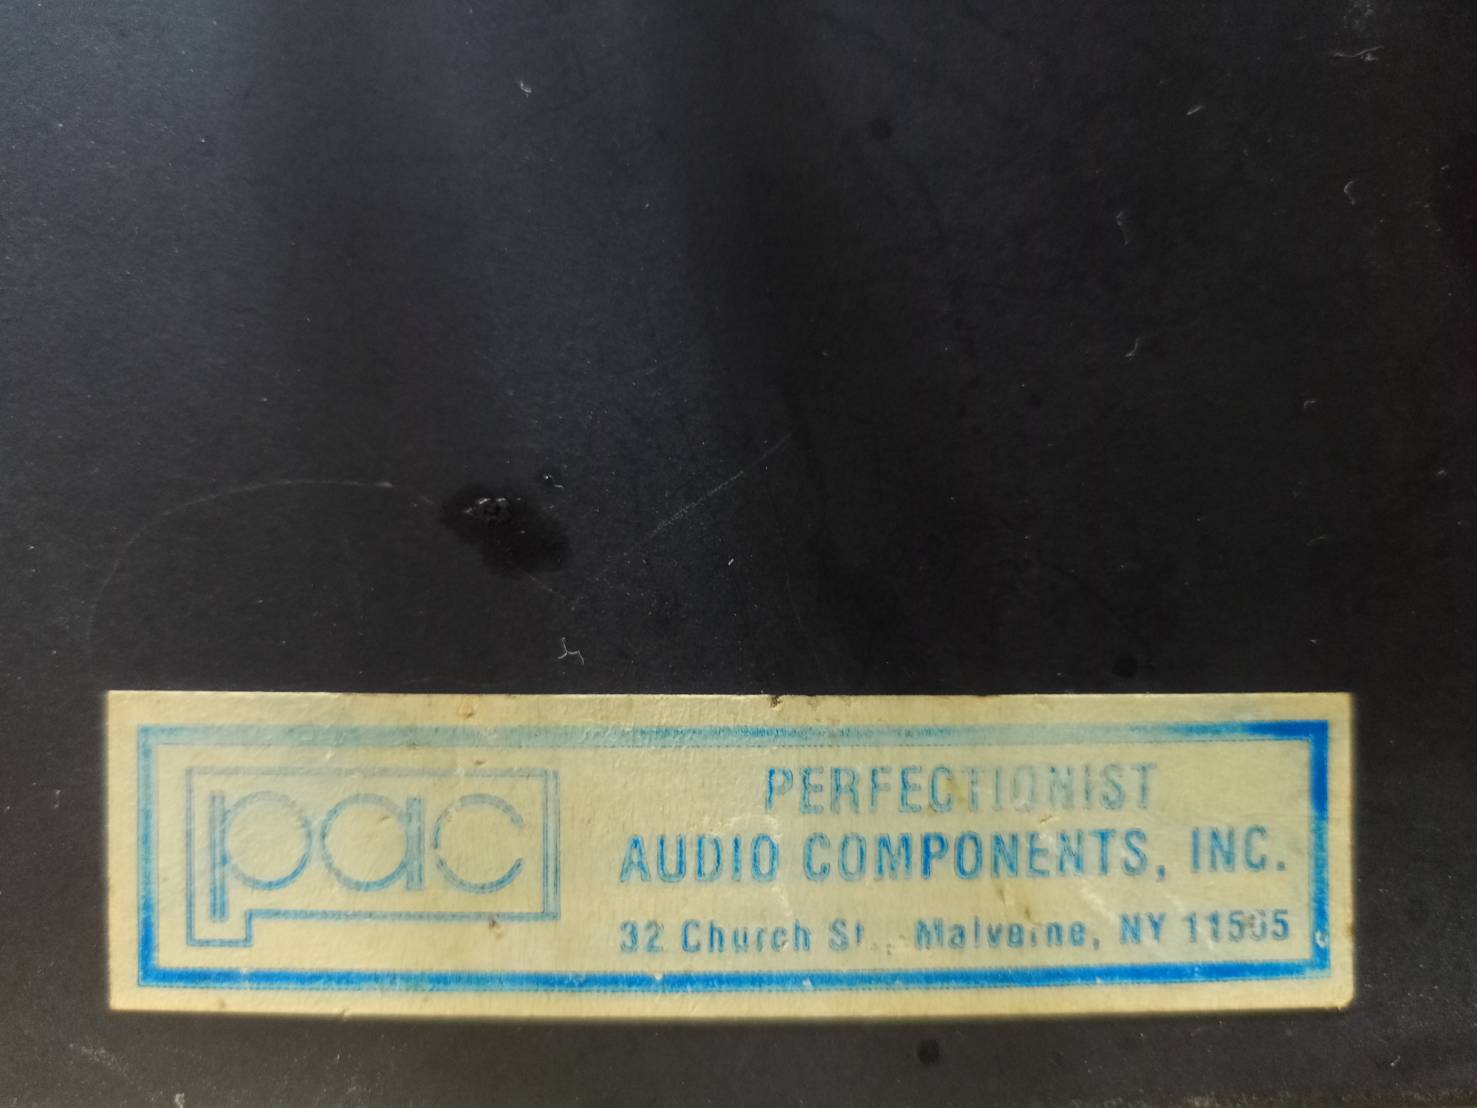 pac
PERFECTIONIST
AUDIO COMPONENTS, INC.
32 Church St., Malverne, NY 11565